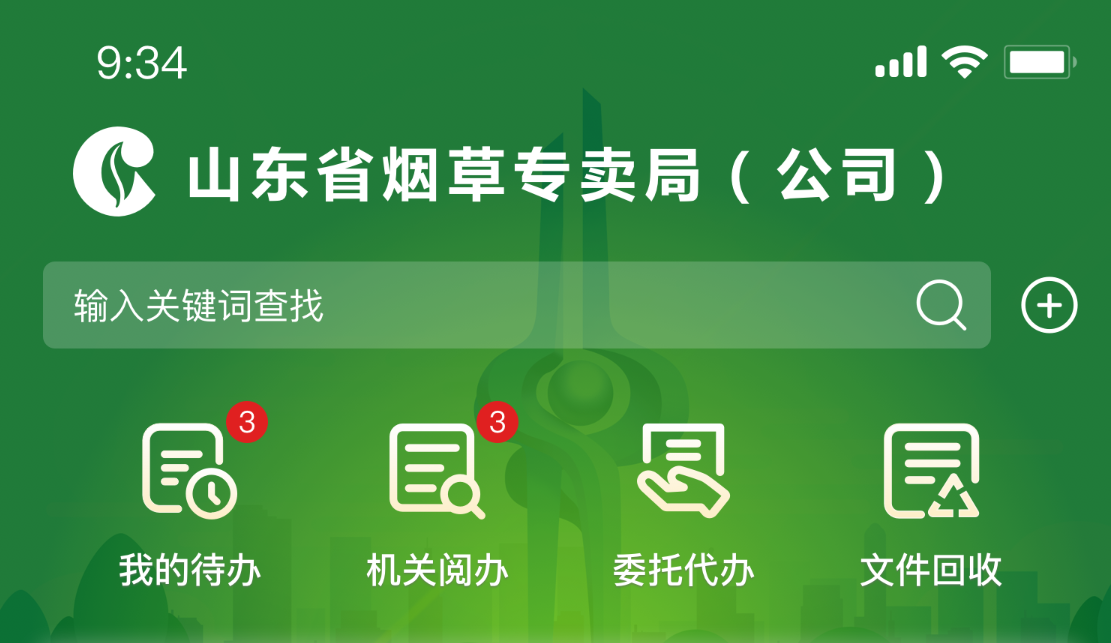 9:34
山东省烟草专卖局（公司）
输入关键词查找
3 3
我的待办 机关阅办 委托代办 文件回收